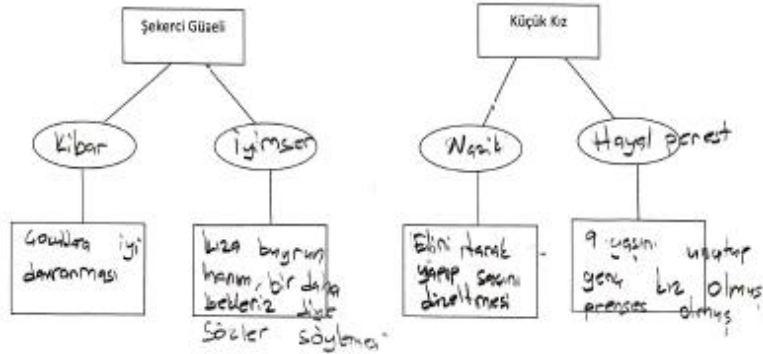 Şekerci Güzeli
Küçük Kız
Kibar
İyimser
Nazik
Hayal perest
Çocuklara iyi
davranması
kıza buyrun
hanım, bir daha
bekleriz diye
sözler söylemesi
Elini tarak
yapıp saçını
düzeltmesi
9 yaşını unutup
genç kız olmuş
prenses olmuş